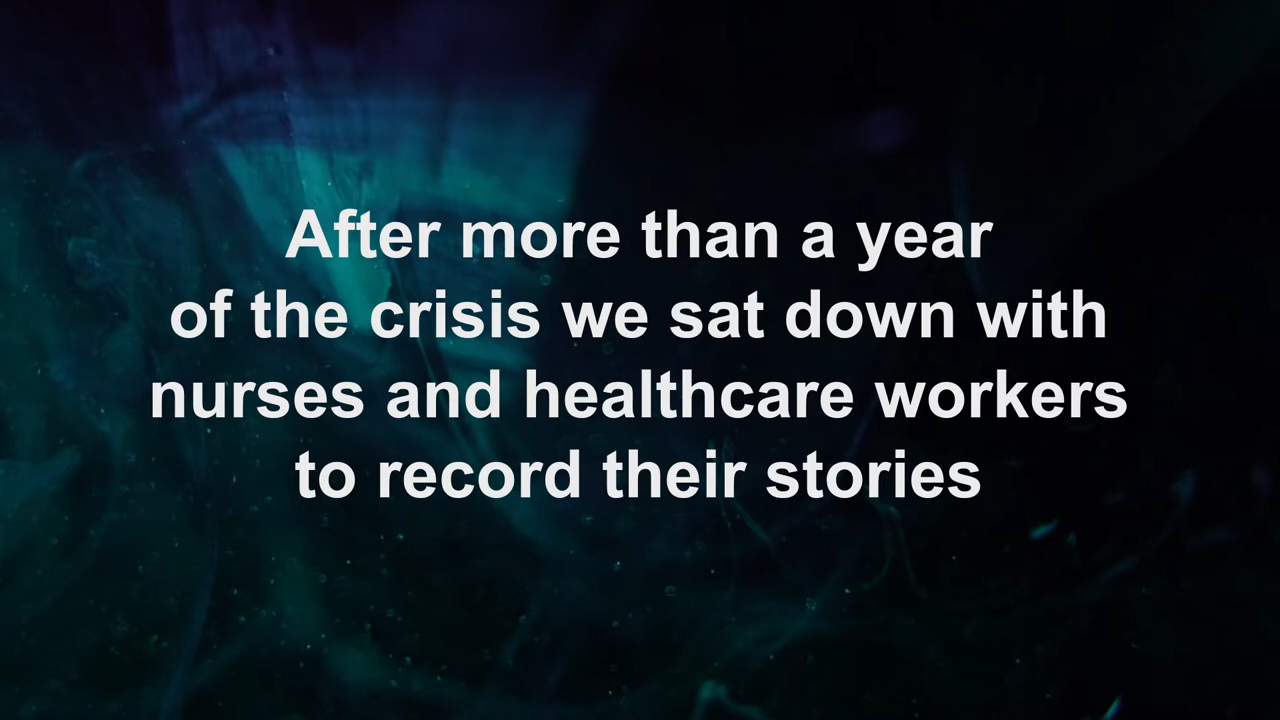 After more than a year
of the crisis we sat down with
nurses and healthcare workers
to record their stories